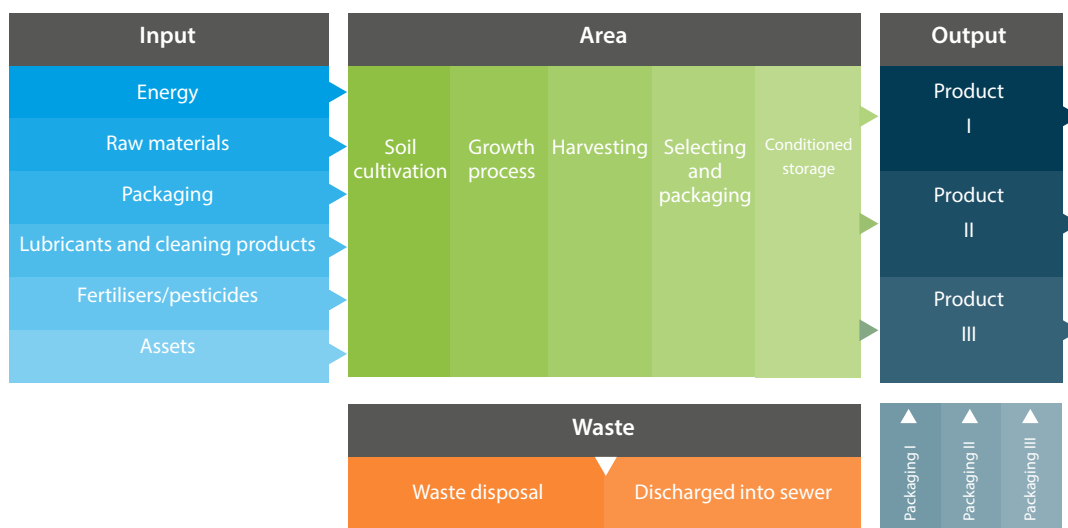 Input
Energy
Raw materials
Packaging
Lubricants and cleaning products
Fertilisers/pesticides
Assets
Area
Soil
cultivation
Growth
process
Harvesting
Selecting
and
packaging
Conditioned
storage
Output
Product
I
Product
II
Product
III
Waste
Waste disposal
Discharged into sewer
Packaging I
Packaging II
Packaging III